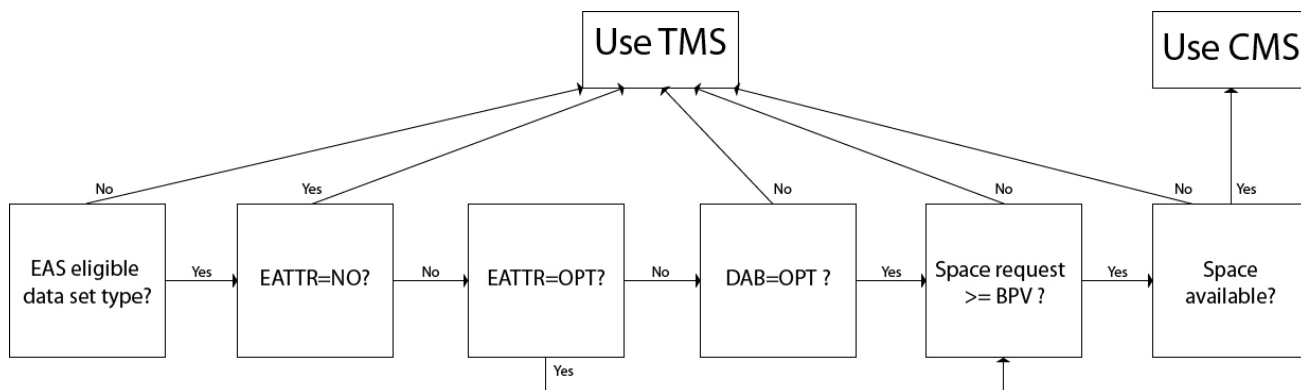 Use TMS
Use CMS
No
Yes
No
No
No
Yes
EAS eligible
data set type?
Yes
EATTR=NO?
No
EATTR=OPT?
No
DAB=OPT ?
Yes
Space request
>= BPV ?
Yes
Space
available?
Yes